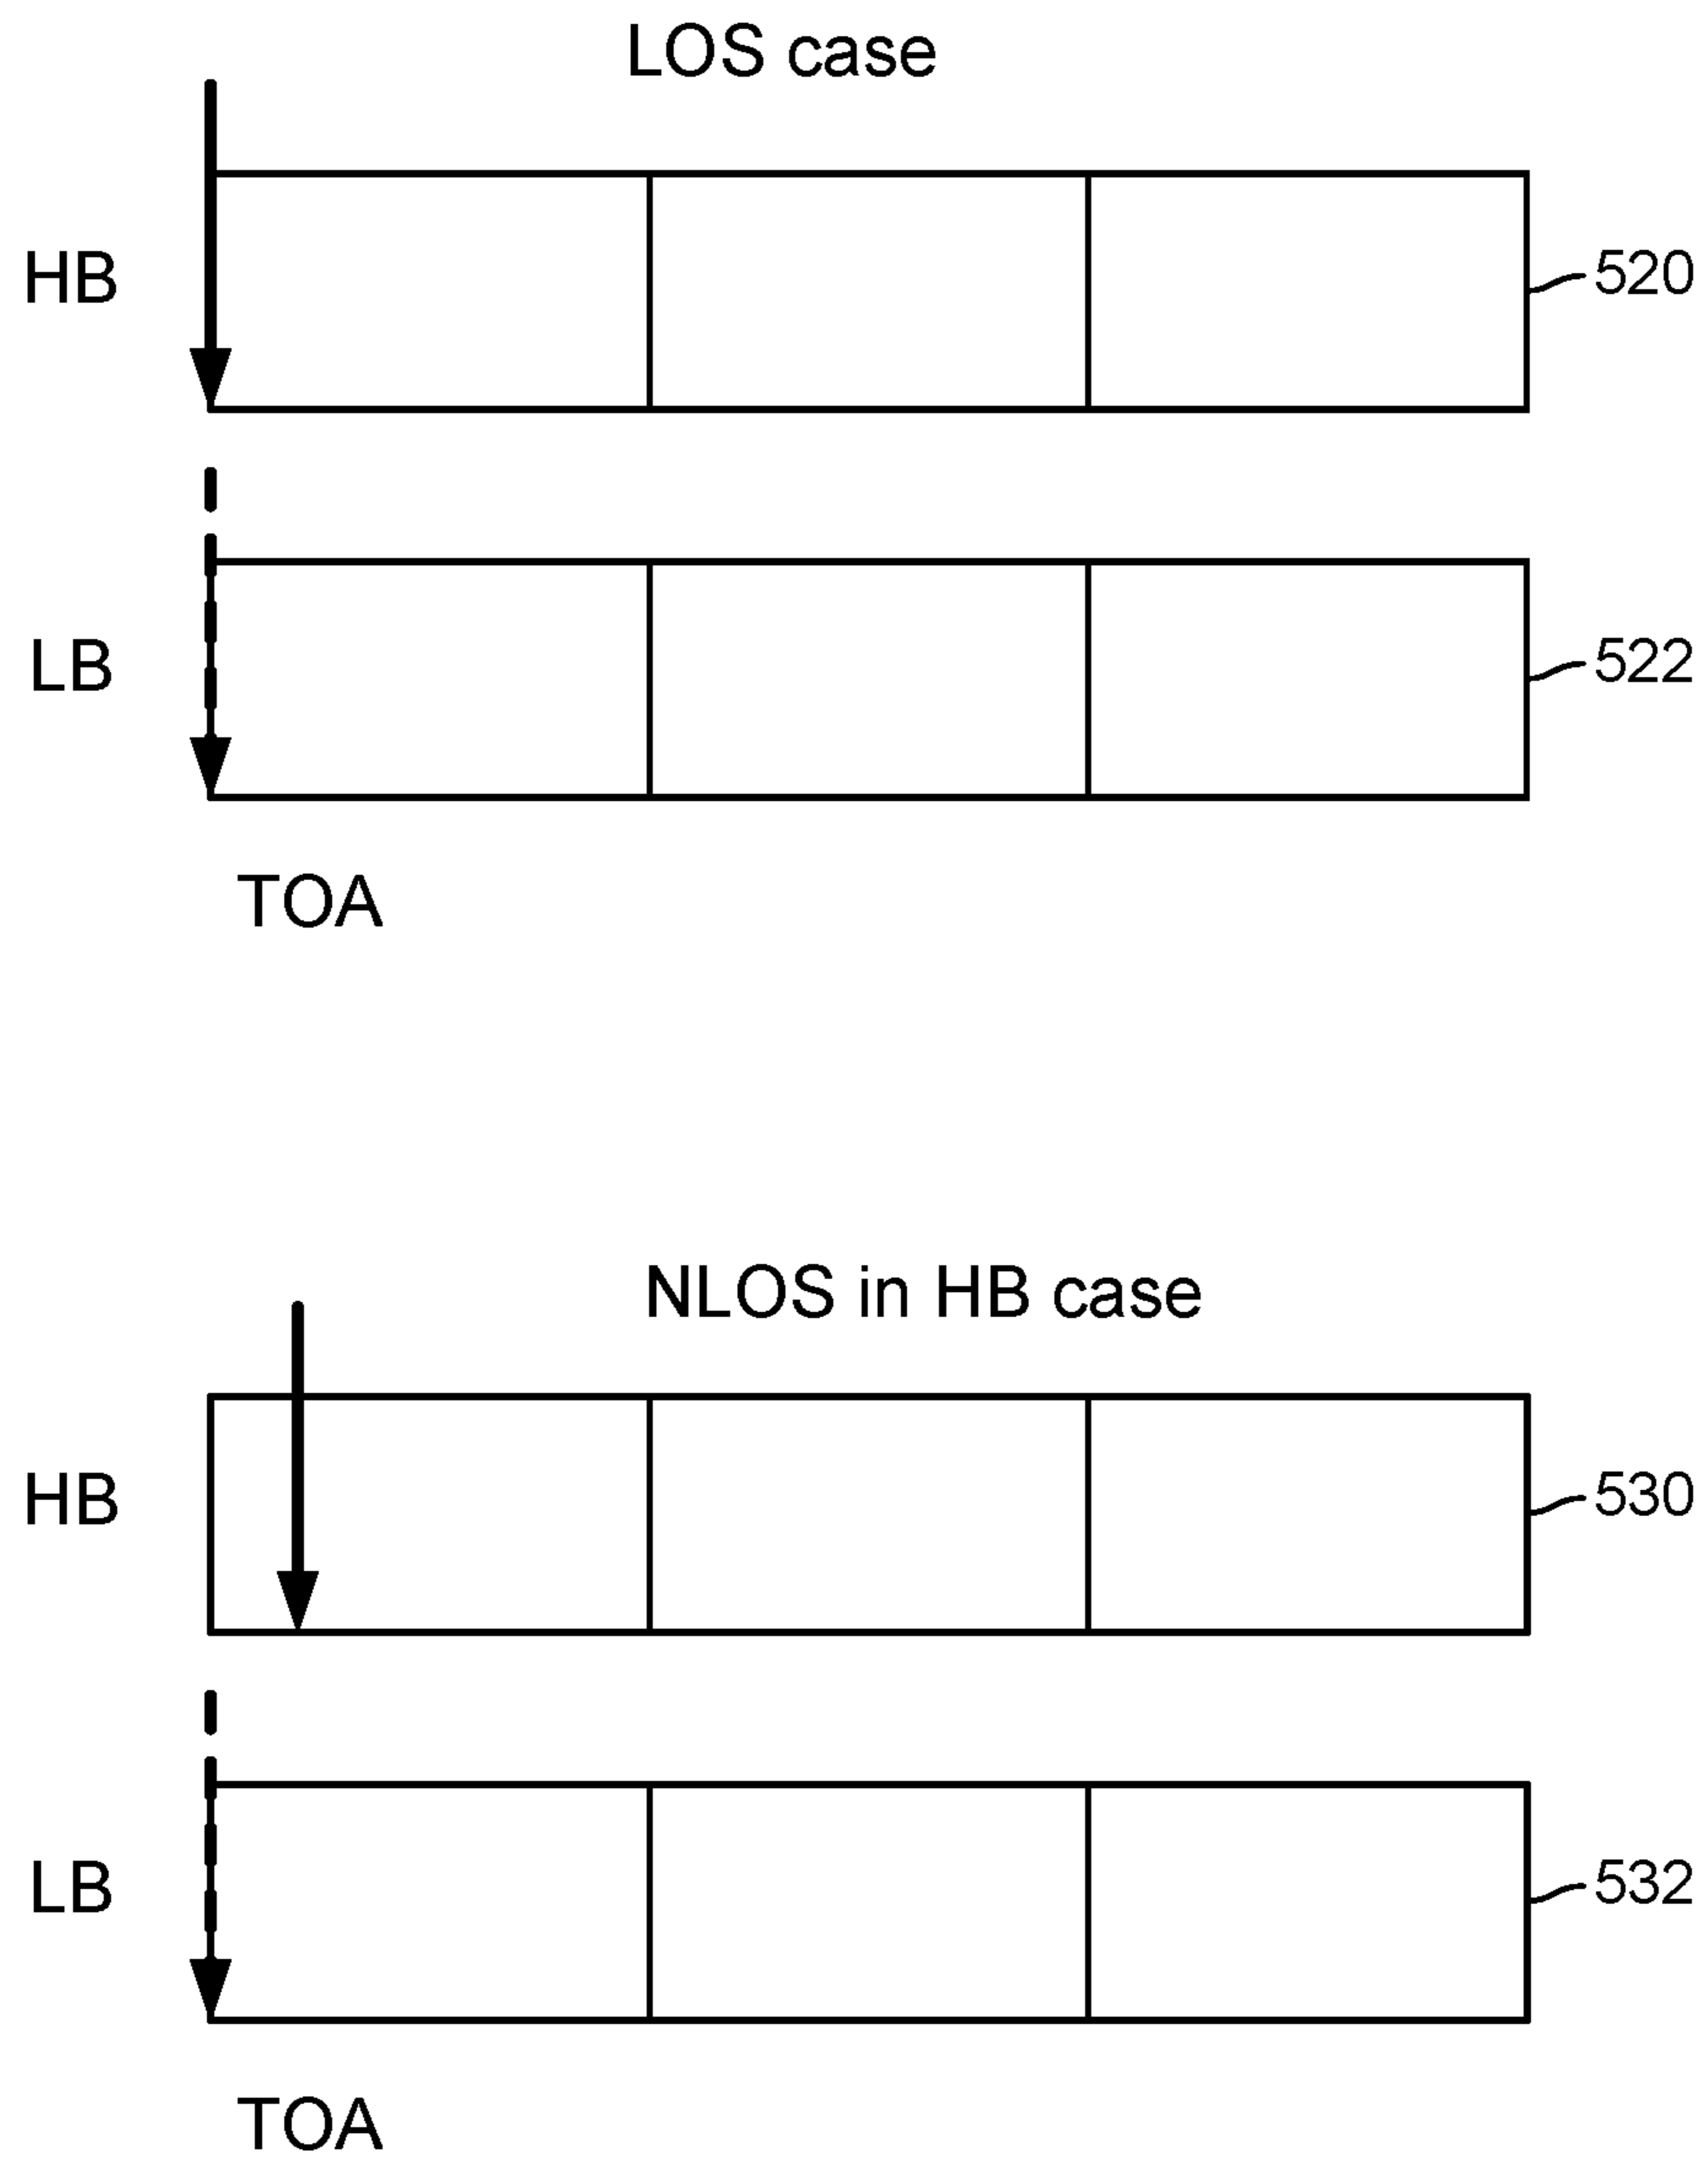 LOS case
HB
520
LB
522
TOA
NLOS in HB case
HB
530
LB
532
TOA